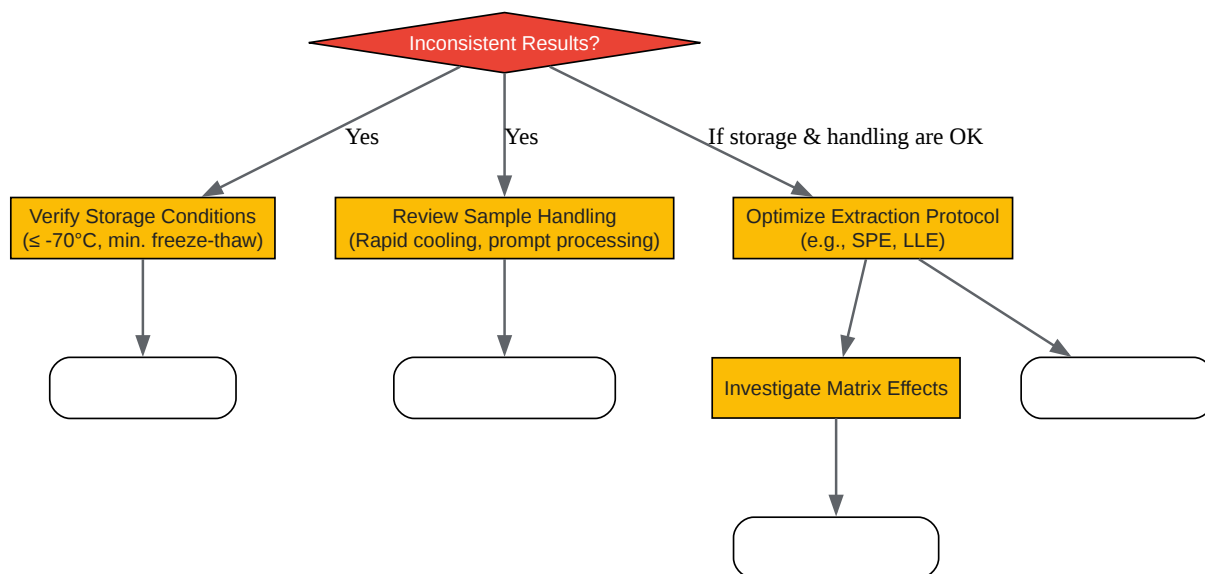 Inconsistent Results?
Yes
Yes
If storage & handling are OK
Verify Storage Conditions
(≤ -70°C, min. freeze-thaw)
Review Sample Handling
(Rapid cooling, prompt processing)
Optimize Extraction Protocol
(e.g., SPE, LLE)
Investigate Matrix Effects